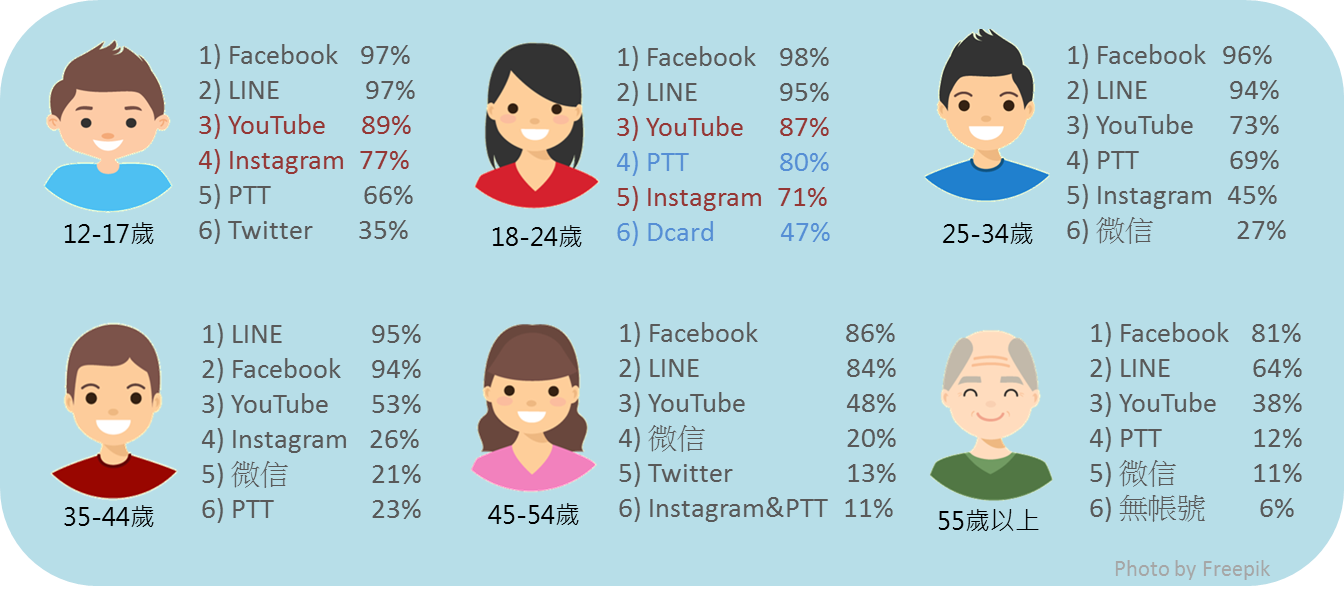 1) Facebook 97%
2) LINE 97%
3) YouTube 89%
4) Instagram 77%
5) PTT 66%
6) Twitter 35%
12-17歲
1) Facebook 98%
2) LINE 95%
3) YouTube 87%
4) PTT 80%
5) Instagram 71%
6) Dcard 47%
18-24歲
1) Facebook 96%
2) LINE 94%
3) YouTube 73%
4) PTT 69%
5) Instagram 45%
6) 微信 27%
25-34歲
1) LINE 95%
2) Facebook 94%
3) YouTube 53%
4) Instagram 26%
5) 微信 21%
6) PTT 23%
35-44歲
1) Facebook 86%
2) LINE 84%
3) YouTube 48%
4) 微信 20%
5) Twitter 13%
6) Instagram&PTT 11%
45-54歲
1) Facebook 81%
2) LINE 64%
3) YouTube 38%
4) PTT 12%
5) 微信 11%
6) 無帳號 6%
55歲以上
Photo by Freepik